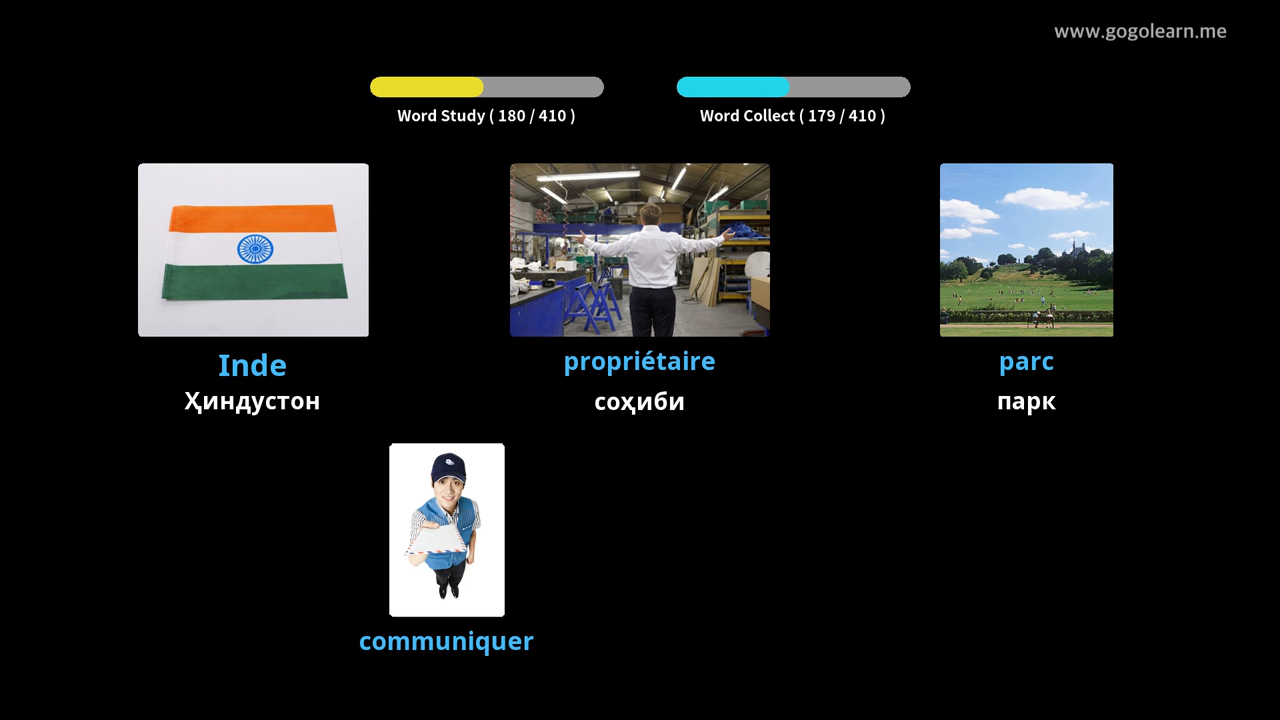 www.gogolearn.me
Word Study ( 180 / 410 )
Word Collect ( 179 / 410 )
Inde
propriétaire
parc
Ҳиндустон
соҳиби
парк
communiquer